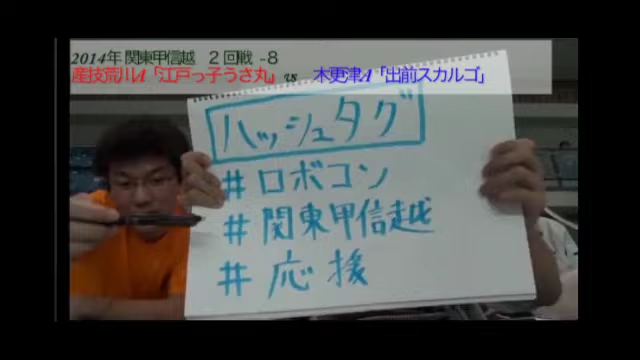 2014年 関東甲信越　２回戦 -８
産技荒川A「江戸っ子うさ丸」 vs 木更津A「出前スカルゴ」
ハッシュタグ
#ロボコン
#関東甲信越
#応援